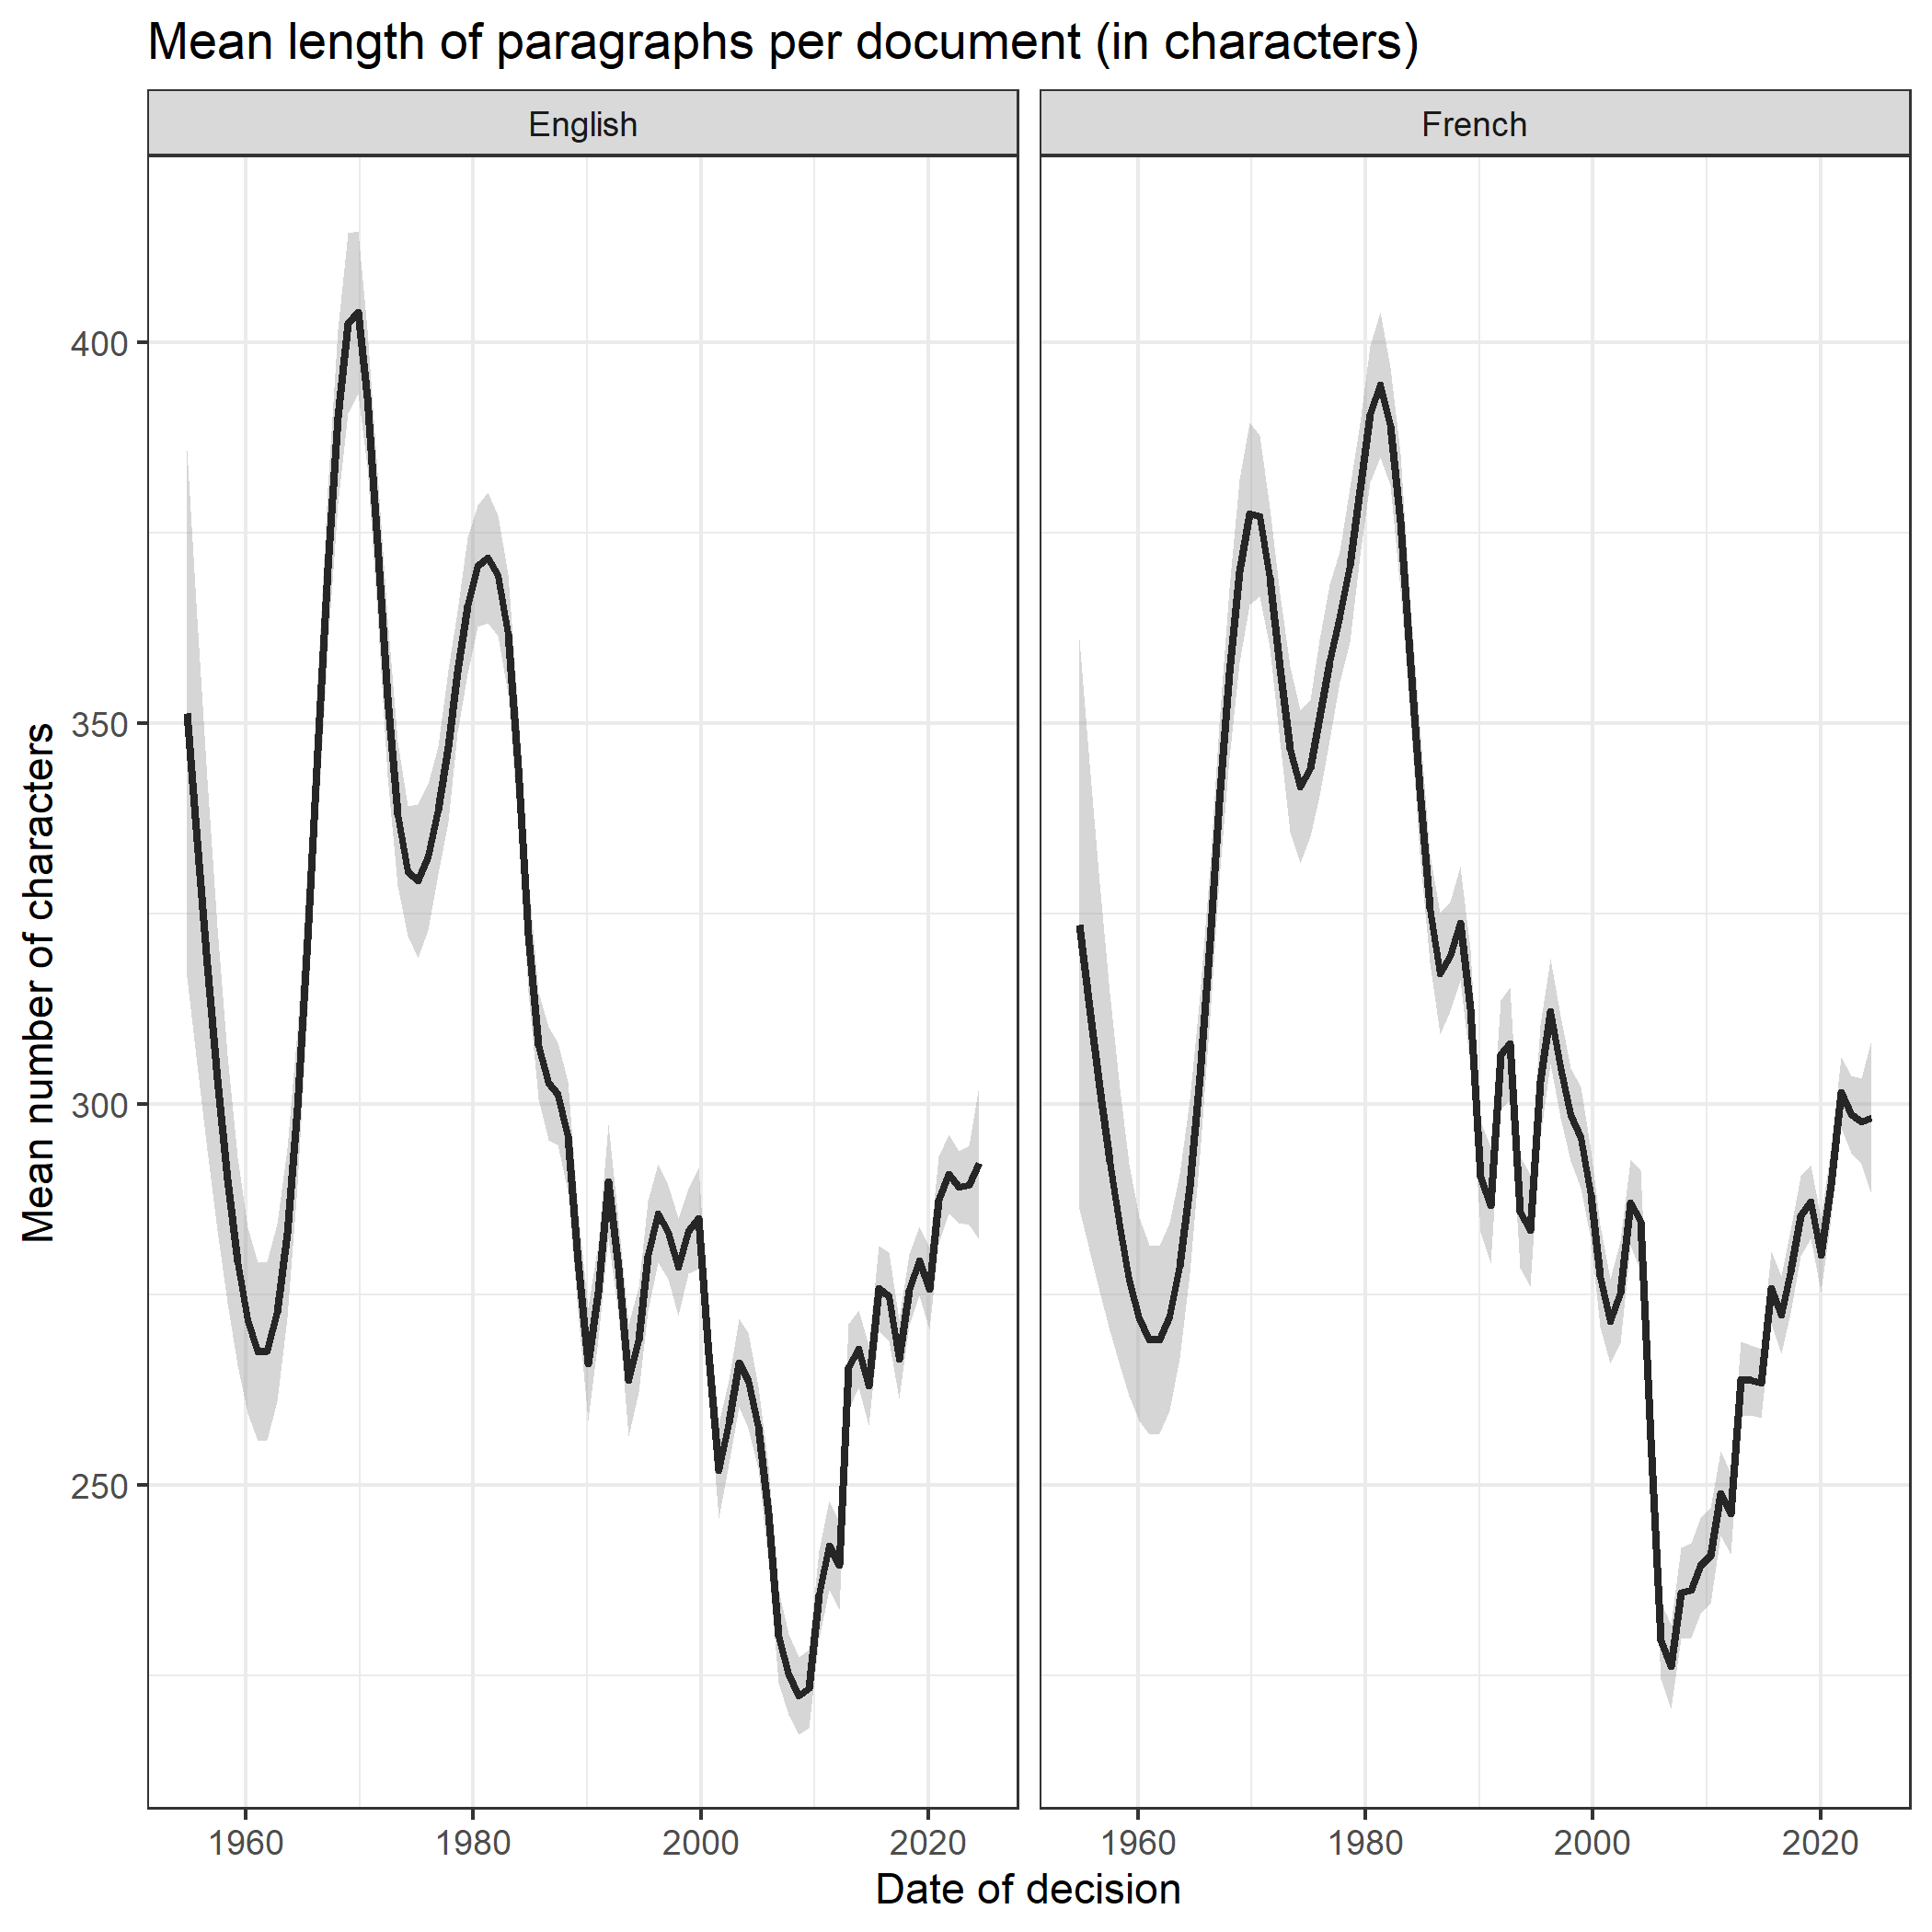 Mean length of paragraphs per document (in characters)
English
French
Mean number of characters
400
350
300
250
1960
1980
2000
2020
1960
1980
2000
2020
Date of decision